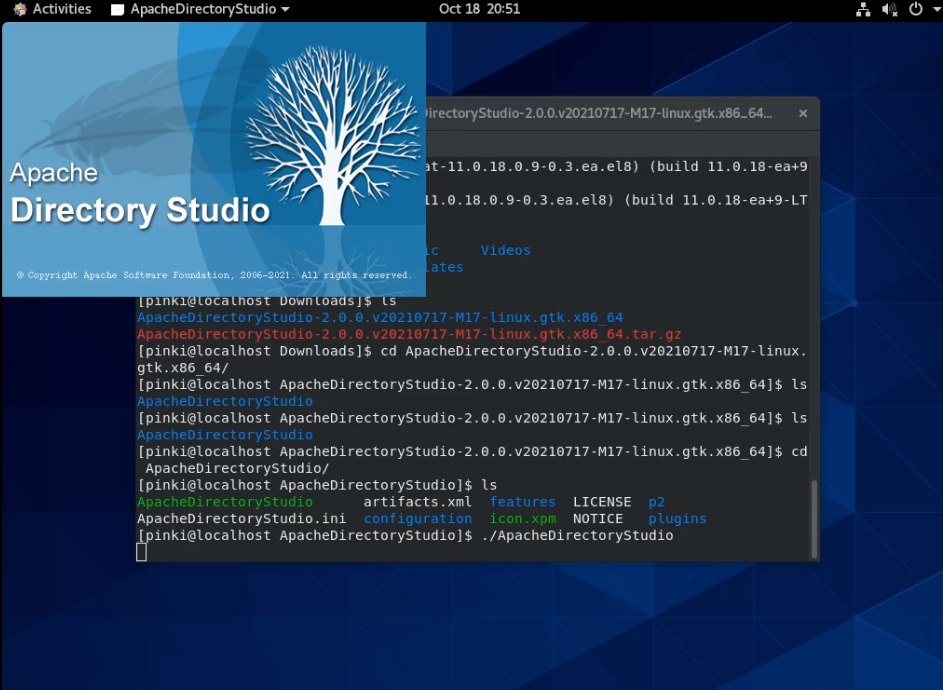 Activities ApacheDirectoryStudio Oct 18 20:51
Apache
Directory Studio
© Copyright Apache Software Foundation, 2006-2021. All rights reserved.
DirectoryStudio-2.0.0.v20210717-M17-linux.gtk.x86_64...
at-11.0.18.0.9-0.3.ea.el8) (build 11.0.18-ea+9
11.0.18.0.9-0.3.ea.el8) (build 11.0.18-ea+9-LT
ic Videos
lates
[pinki@localhost Downloads]$ ls
ApacheDirectoryStudio-2.0.0.v20210717-M17-linux.gtk.x86_64
ApacheDirectoryStudio-2.0.0.v20210717-M17-linux.gtk.x86_64.tar.gz
[pinki@localhost Downloads]$ cd ApacheDirectoryStudio-2.0.0.v20210717-M17-linux.
gtk.x86_64/
[pinki@localhost ApacheDirectoryStudio-2.0.0.v20210717-M17-linux.gtk.x86_64]$ ls
ApacheDirectoryStudio
[pinki@localhost ApacheDirectoryStudio-2.0.0.v20210717-M17-linux.gtk.x86_64]$ ls
ApacheDirectoryStudio
[pinki@localhost ApacheDirectoryStudio-2.0.0.v20210717-M17-linux.gtk.x86_64]$ cd
ApacheDirectoryStudio/
[pinki@localhost ApacheDirectoryStudio]$ ls
ApacheDirectoryStudio artifacts.xml features LICENSE p2
ApacheDirectoryStudio.ini configuration icon.xpm NOTICE plugins
[pinki@localhost ApacheDirectoryStudio]$ ./ApacheDirectoryStudio